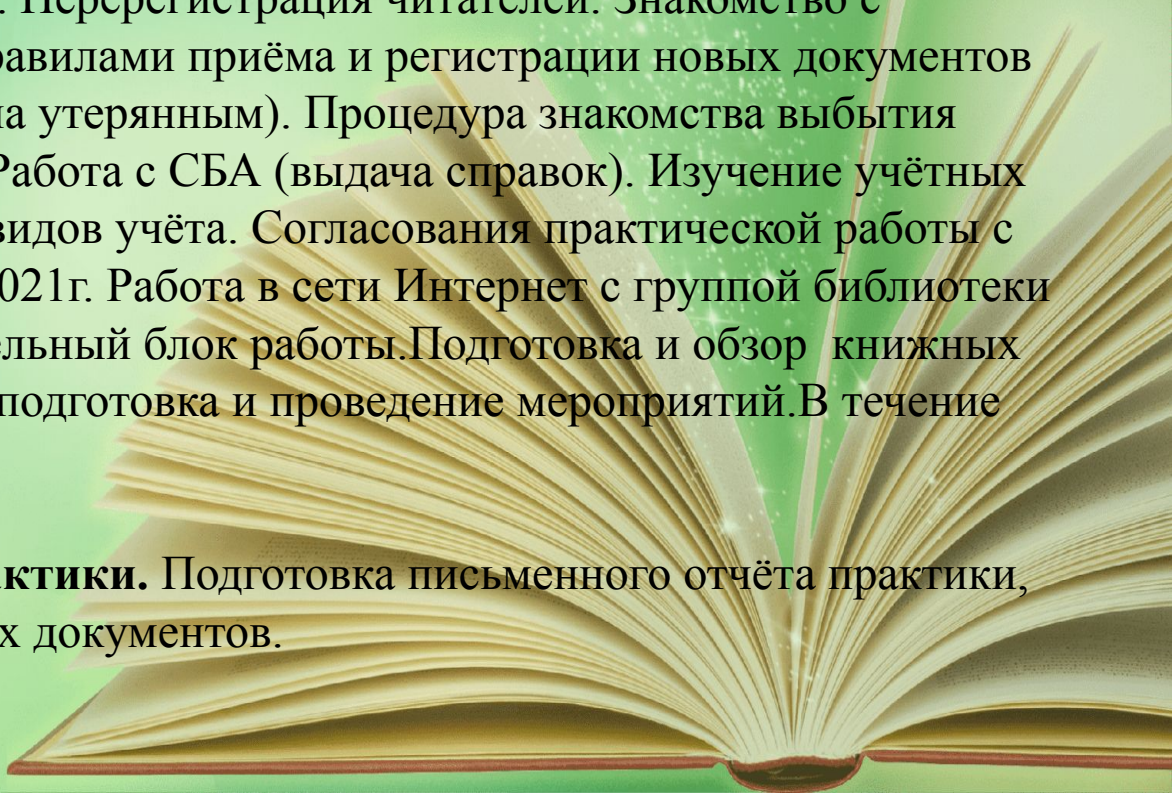 . Перерегистрация читателей. Знакомство с
равилами приёма и регистрации новых документов
на утерянным). Процедура знакомства выбытия
Работа с СБА (выдача справок). Изучение учётных
видов учёта. Согласования практической работы с
021г. Работа в сети Интернет с группой библиотеки
ельный блок работы.Подготовка и обзор книжных
подготовка и проведение мероприятий.В течение
ктики. Подготовка письменного отчёта практики,
х документов.